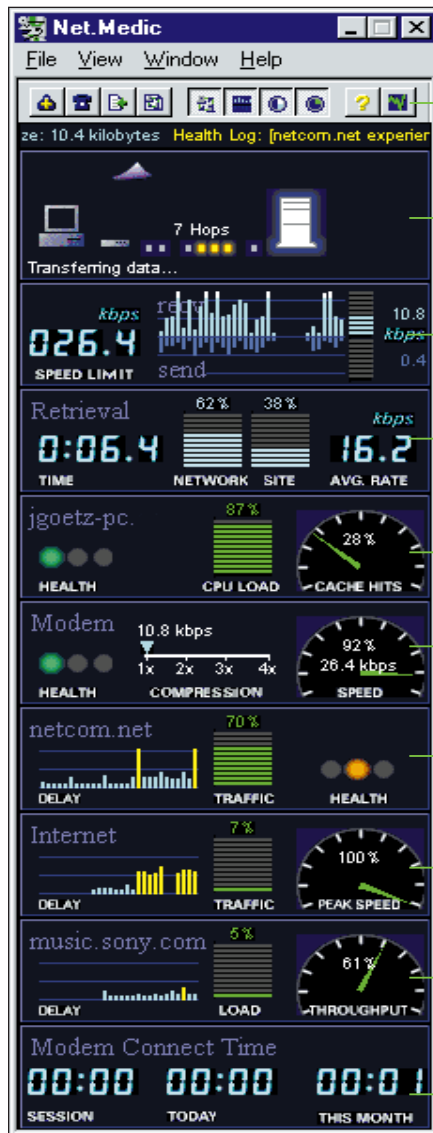 Net.Medic
File View Window Help
ze: 10.4 kilobytes Health Log: [netcom.net experier
7 Hops
Transferring data...
kbps recv 10.8
026.4 kbps
SPEED LIMIT send 0.4
Retrieval 62% 38% kbps
0:06.4 16.2
TIME NETWORK SITE AVG. RATE
jgoetz-pc. 87%
28%
HEALTH CPU LOAD CACHE HITS
Modem 10.8 kbps 92%
26.4 kbps
1x 2x 3x 4x
HEALTH COMPRESSION SPEED
netcom.net 70%
DELAY TRAFFIC HEALTH
Internet 7%
100%
DELAY TRAFFIC PEAK SPEED
music.sony.com 5%
61%
DELAY LOAD THROUGHPUT
Modem Connect Time
00:00 00:00 00:01
SESSION TODAY THIS MONTH